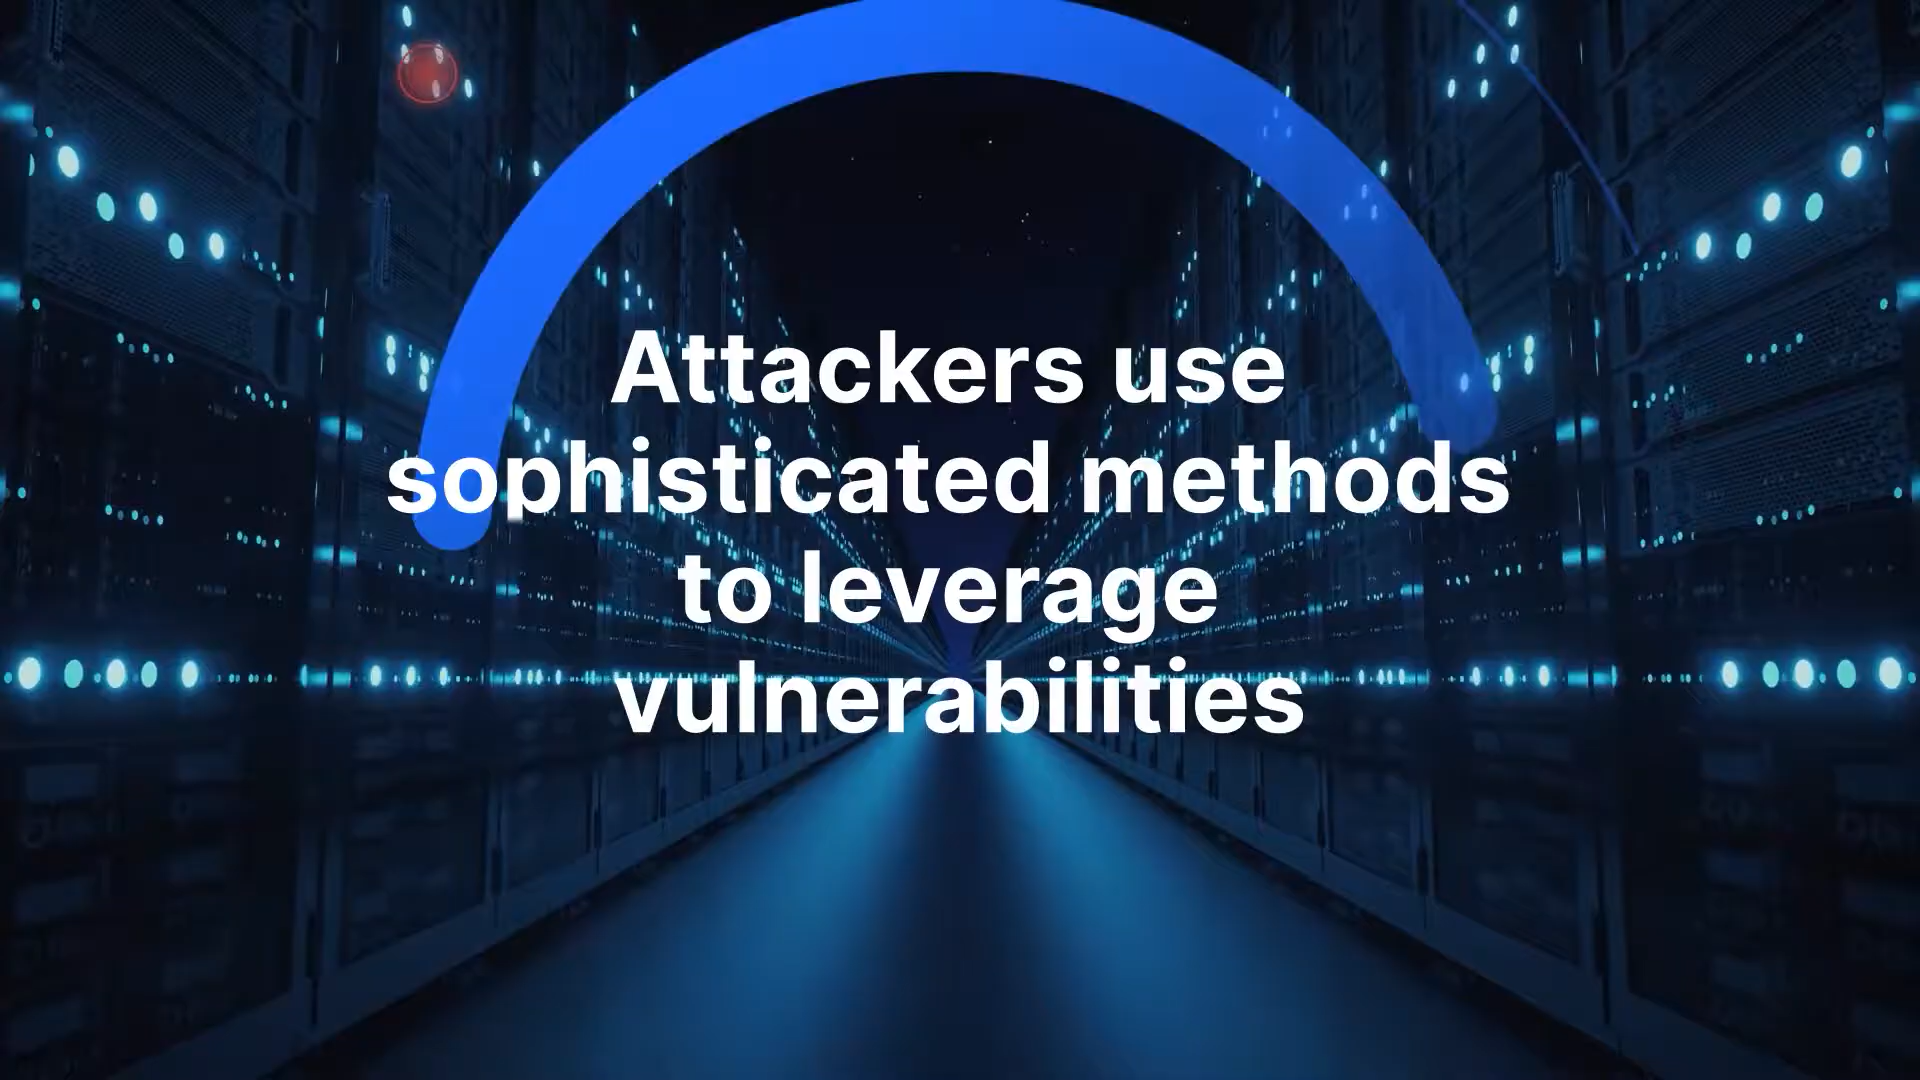 Attackers use
sophisticated methods
to leverage
vulnerabilities